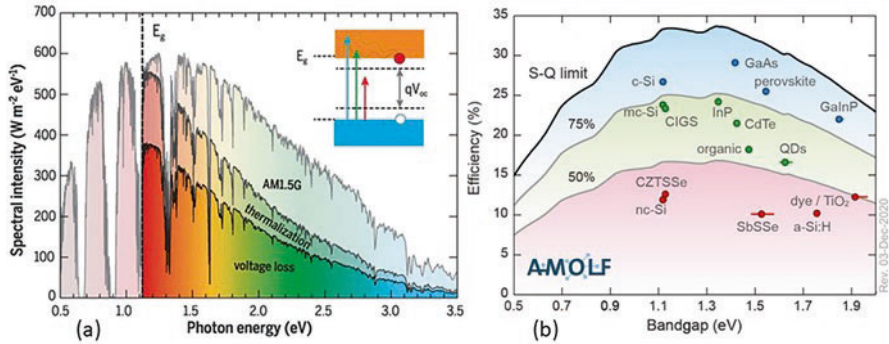 700
600
500
400
300
200
100
0
Spectral intensity (W m⁻² eV⁻¹)
0.5 1.0 1.5 2.0 2.5 3.0 3.5
Photon energy (eV)
(a)
E_g
E_g
qV_oc
AM1.5G
thermalization
voltage loss
35
30
25
20
15
10
5
0
Efficiency (%)
0.5 0.7 0.9 1.1 1.3 1.5 1.7 1.9
Bandgap (eV)
(b)
S-Q limit
75%
50%
GaAs
c-Si
perovskite
mc-Si
CIGS
InP
CdTe
GaInP
organic
QDs
CZTSSe
nc-Si
SbSSe
dye / TiO₂
a-Si:H
AMOLF
Rev. 03-Dec-2020